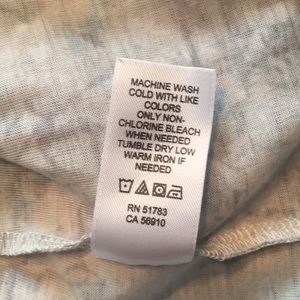 MACHINE WASH
COLD WITH LIKE
COLORS
ONLY NON-
CHLORINE BLEACH
WHEN NEEDED
TUMBLE DRY LOW
WARM IRON IF
NEEDED
RN 51783
CA 56910